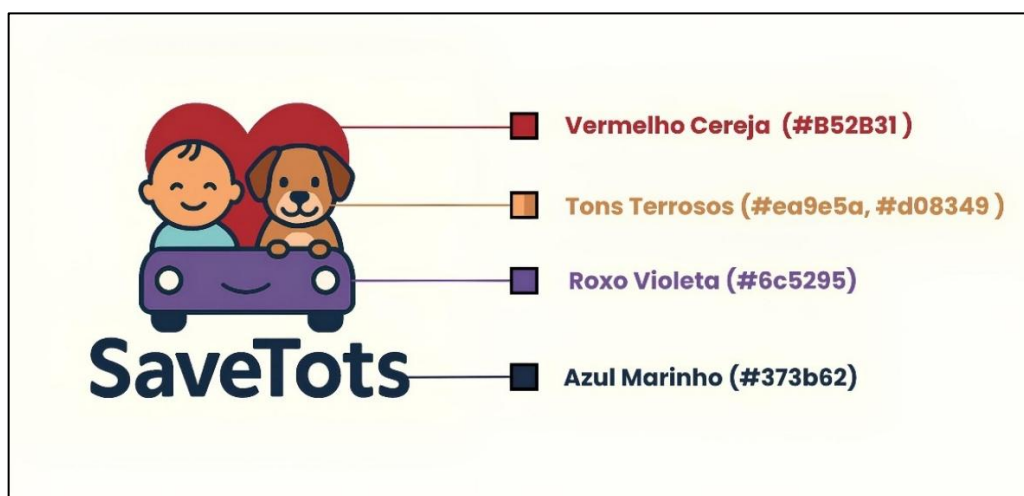 Vermelho Cereja (#B52B31 )
Tons Terrosos (#ea9e5a, #d08349 )
Roxo Violeta (#6c5295)
SaveTots
Azul Marinho (#373b62)